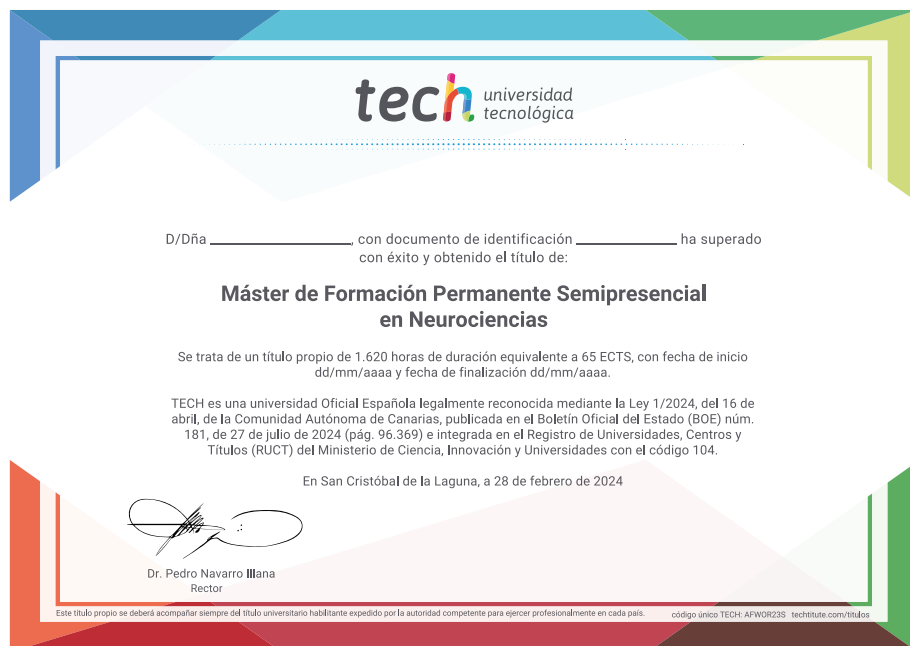 tech universidad
tecnológica
D/Dña ____________________, con documento de identificación ______________ ha superado
con éxito y obtenido el título de:
Máster de Formación Permanente Semipresencial
en Neurociencias
Se trata de un título propio de 1.620 horas de duración equivalente a 65 ECTS, con fecha de inicio
dd/mm/aaaa y fecha de finalización dd/mm/aaaa.
TECH es una universidad Oficial Española legalmente reconocida mediante la Ley 1/2024, del 16 de
abril, de la Comunidad Autónoma de Canarias, publicada en el Boletín Oficial del Estado (BOE) núm.
181, de 27 de julio de 2024 (pág. 96.369) e integrada en el Registro de Universidades, Centros y
Títulos (RUCT) del Ministerio de Ciencia, Innovación y Universidades con el código 104.
En San Cristóbal de la Laguna, a 28 de febrero de 2024
Dr. Pedro Navarro Illana
Rector
Este título propio se deberá acompañar siempre del título universitario habilitante expedido por la autoridad competente para ejercer profesionalmente en cada país. código único TECH: AFWOR23S techtitute.com/titulos